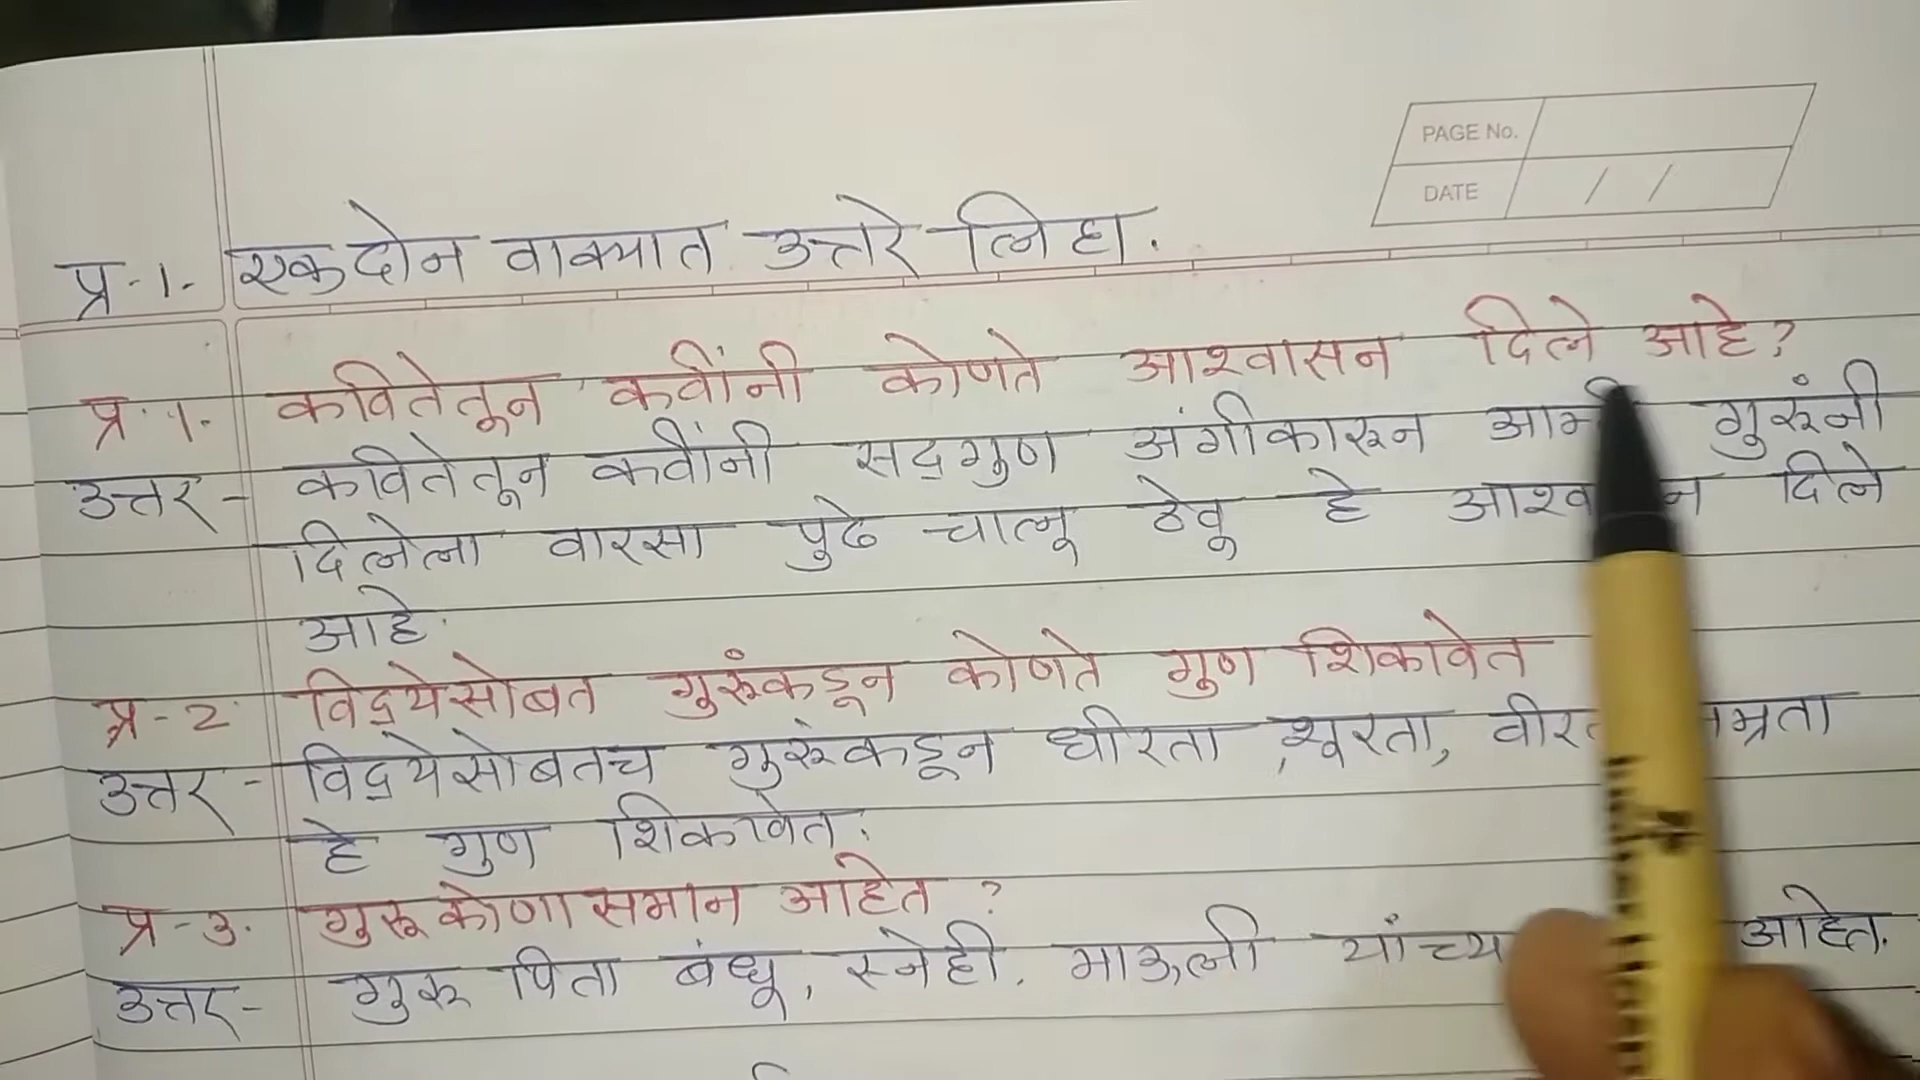 PAGE No.
DATE / /
प्र.1. एकदोन वाक्यात उत्तरे लिहा.
प्र.1. कवितेतून कवींनी कोणते आश्वासन दिले आहे?
उत्तर - कवितेतून कवींनी सद्‌गुण अंगीकारून गुरूंनी
दिलेला वारसा पुढे चालू ठेवू हे दिले
आहे.
प्र-2 विद्येसोबत गुरूंकडून कोणते गुण शिकावेत
उत्तर - विद्येसोबतच गुरूंकडून धीरता, शूरता,
हे गुण शिकावेत.
प्र-3. गुरू कोणासमान आहेत ?
उत्तर - गुरू पिता बंधू, स्नेही. माऊली आहेत.